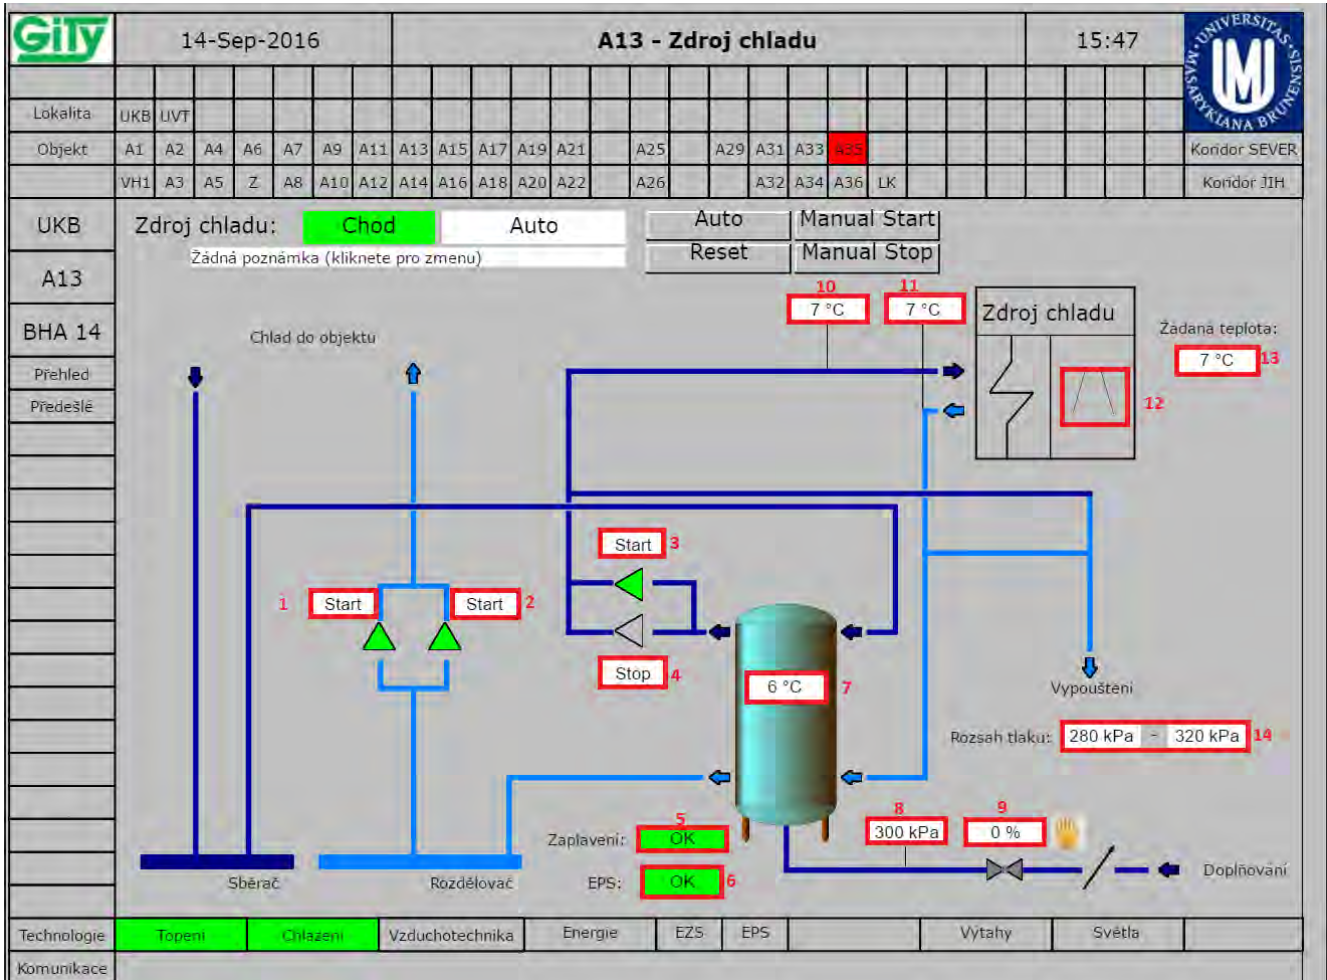 GiTy 14-Sep-2016 A13 - Zdroj chladu 15:47
UNIVERSITAS MASARYKIANA BRUNENSIS
Lokalita UKB UVT
Objekt A1 A2 A4 A6 A7 A9 A11 A13 A15 A17 A19 A21 A25 A29 A31 A33 A35 Koridor SEVER
VH1 A3 A5 Z A8 A10 A12 A14 A16 A18 A20 A22 A26 A32 A34 A36 LK Koridor JIH
UKB
A13
BHA 14
Přehled
Předešlé
Zdroj chladu: Chod Auto
Žádná poznámka (kliknete pro zmenu)
Auto Manual Start
Reset Manual Stop
10 11
7 °C 7 °C
Zdroj chladu
12
Žádaná teplota:
7 °C 13
Chlad do objektu
Start 3
1 Start Start 2
Stop 4
6 °C 7
Vypouštení
Rozsah tlaku: 280 kPa - 320 kPa 14
5
Zaplavení: OK
EPS: OK 6
8 9
300 kPa 0 %
Doplňování
Sběrač Rozdělovač
Technologie Topení Chlazení Vzduchotechnika Energie EZS EPS Výtahy Světla
Komunikace